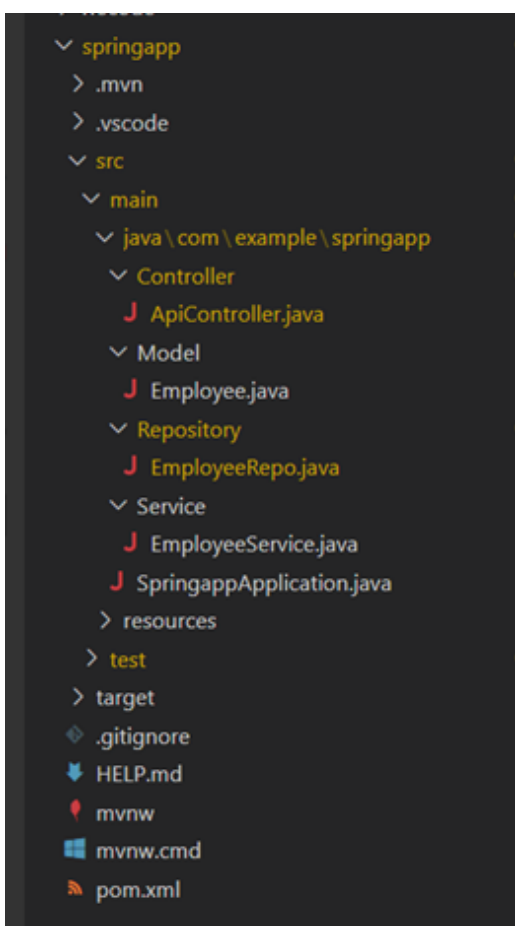 springapp
.mvn
.vscode
src
main
java\com\example\springapp
Controller
ApiController.java
Model
Employee.java
Repository
EmployeeRepo.java
Service
EmployeeService.java
SpringappApplication.java
resources
test
target
.gitignore
HELP.md
mvnw
mvnw.cmd
pom.xml